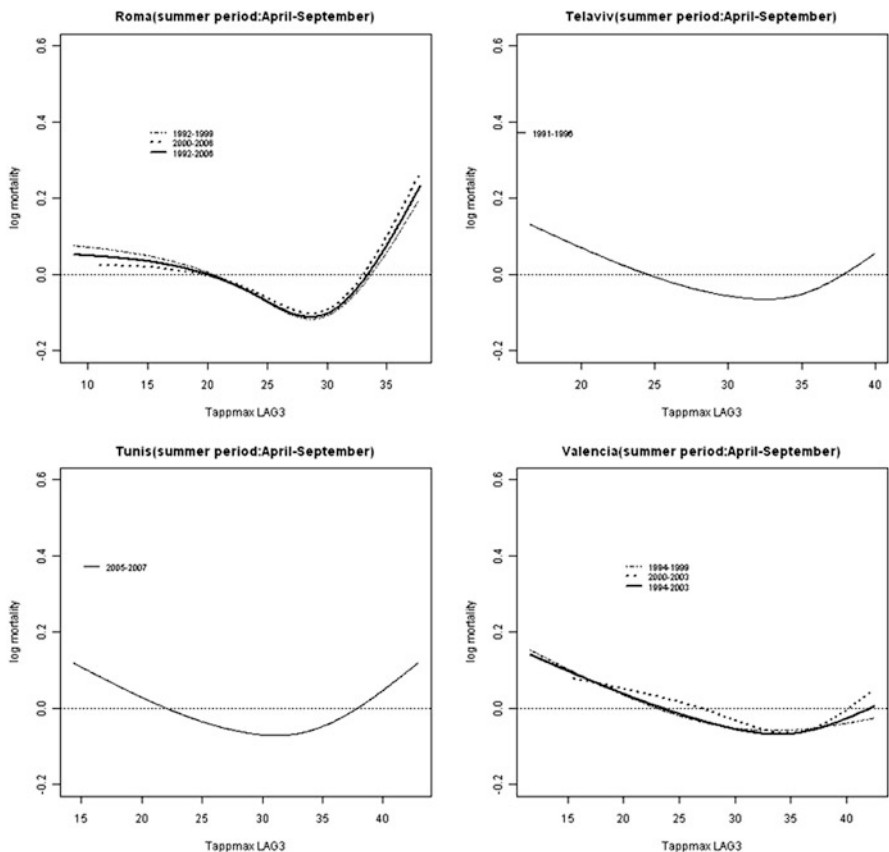 Roma(summer period:April-September)
0.6
0.4
0.2
0.0
-0.2
log mortality
1992-1999
2000-2006
1992-2006
10 15 20 25 30 35
Tappmax LAG3
Telaviv(summer period:April-September)
0.6
0.4
0.2
0.0
-0.2
log mortality
1991-1996
20 25 30 35 40
Tappmax LAG3
Tunis(summer period:April-September)
0.6
0.4
0.2
0.0
-0.2
log mortality
2005-2007
15 20 25 30 35 40
Tappmax LAG3
Valencia(summer period:April-September)
0.6
0.4
0.2
0.0
-0.2
log mortality
1994-1999
2000-2003
1994-2003
15 20 25 30 35 40
Tappmax LAG3